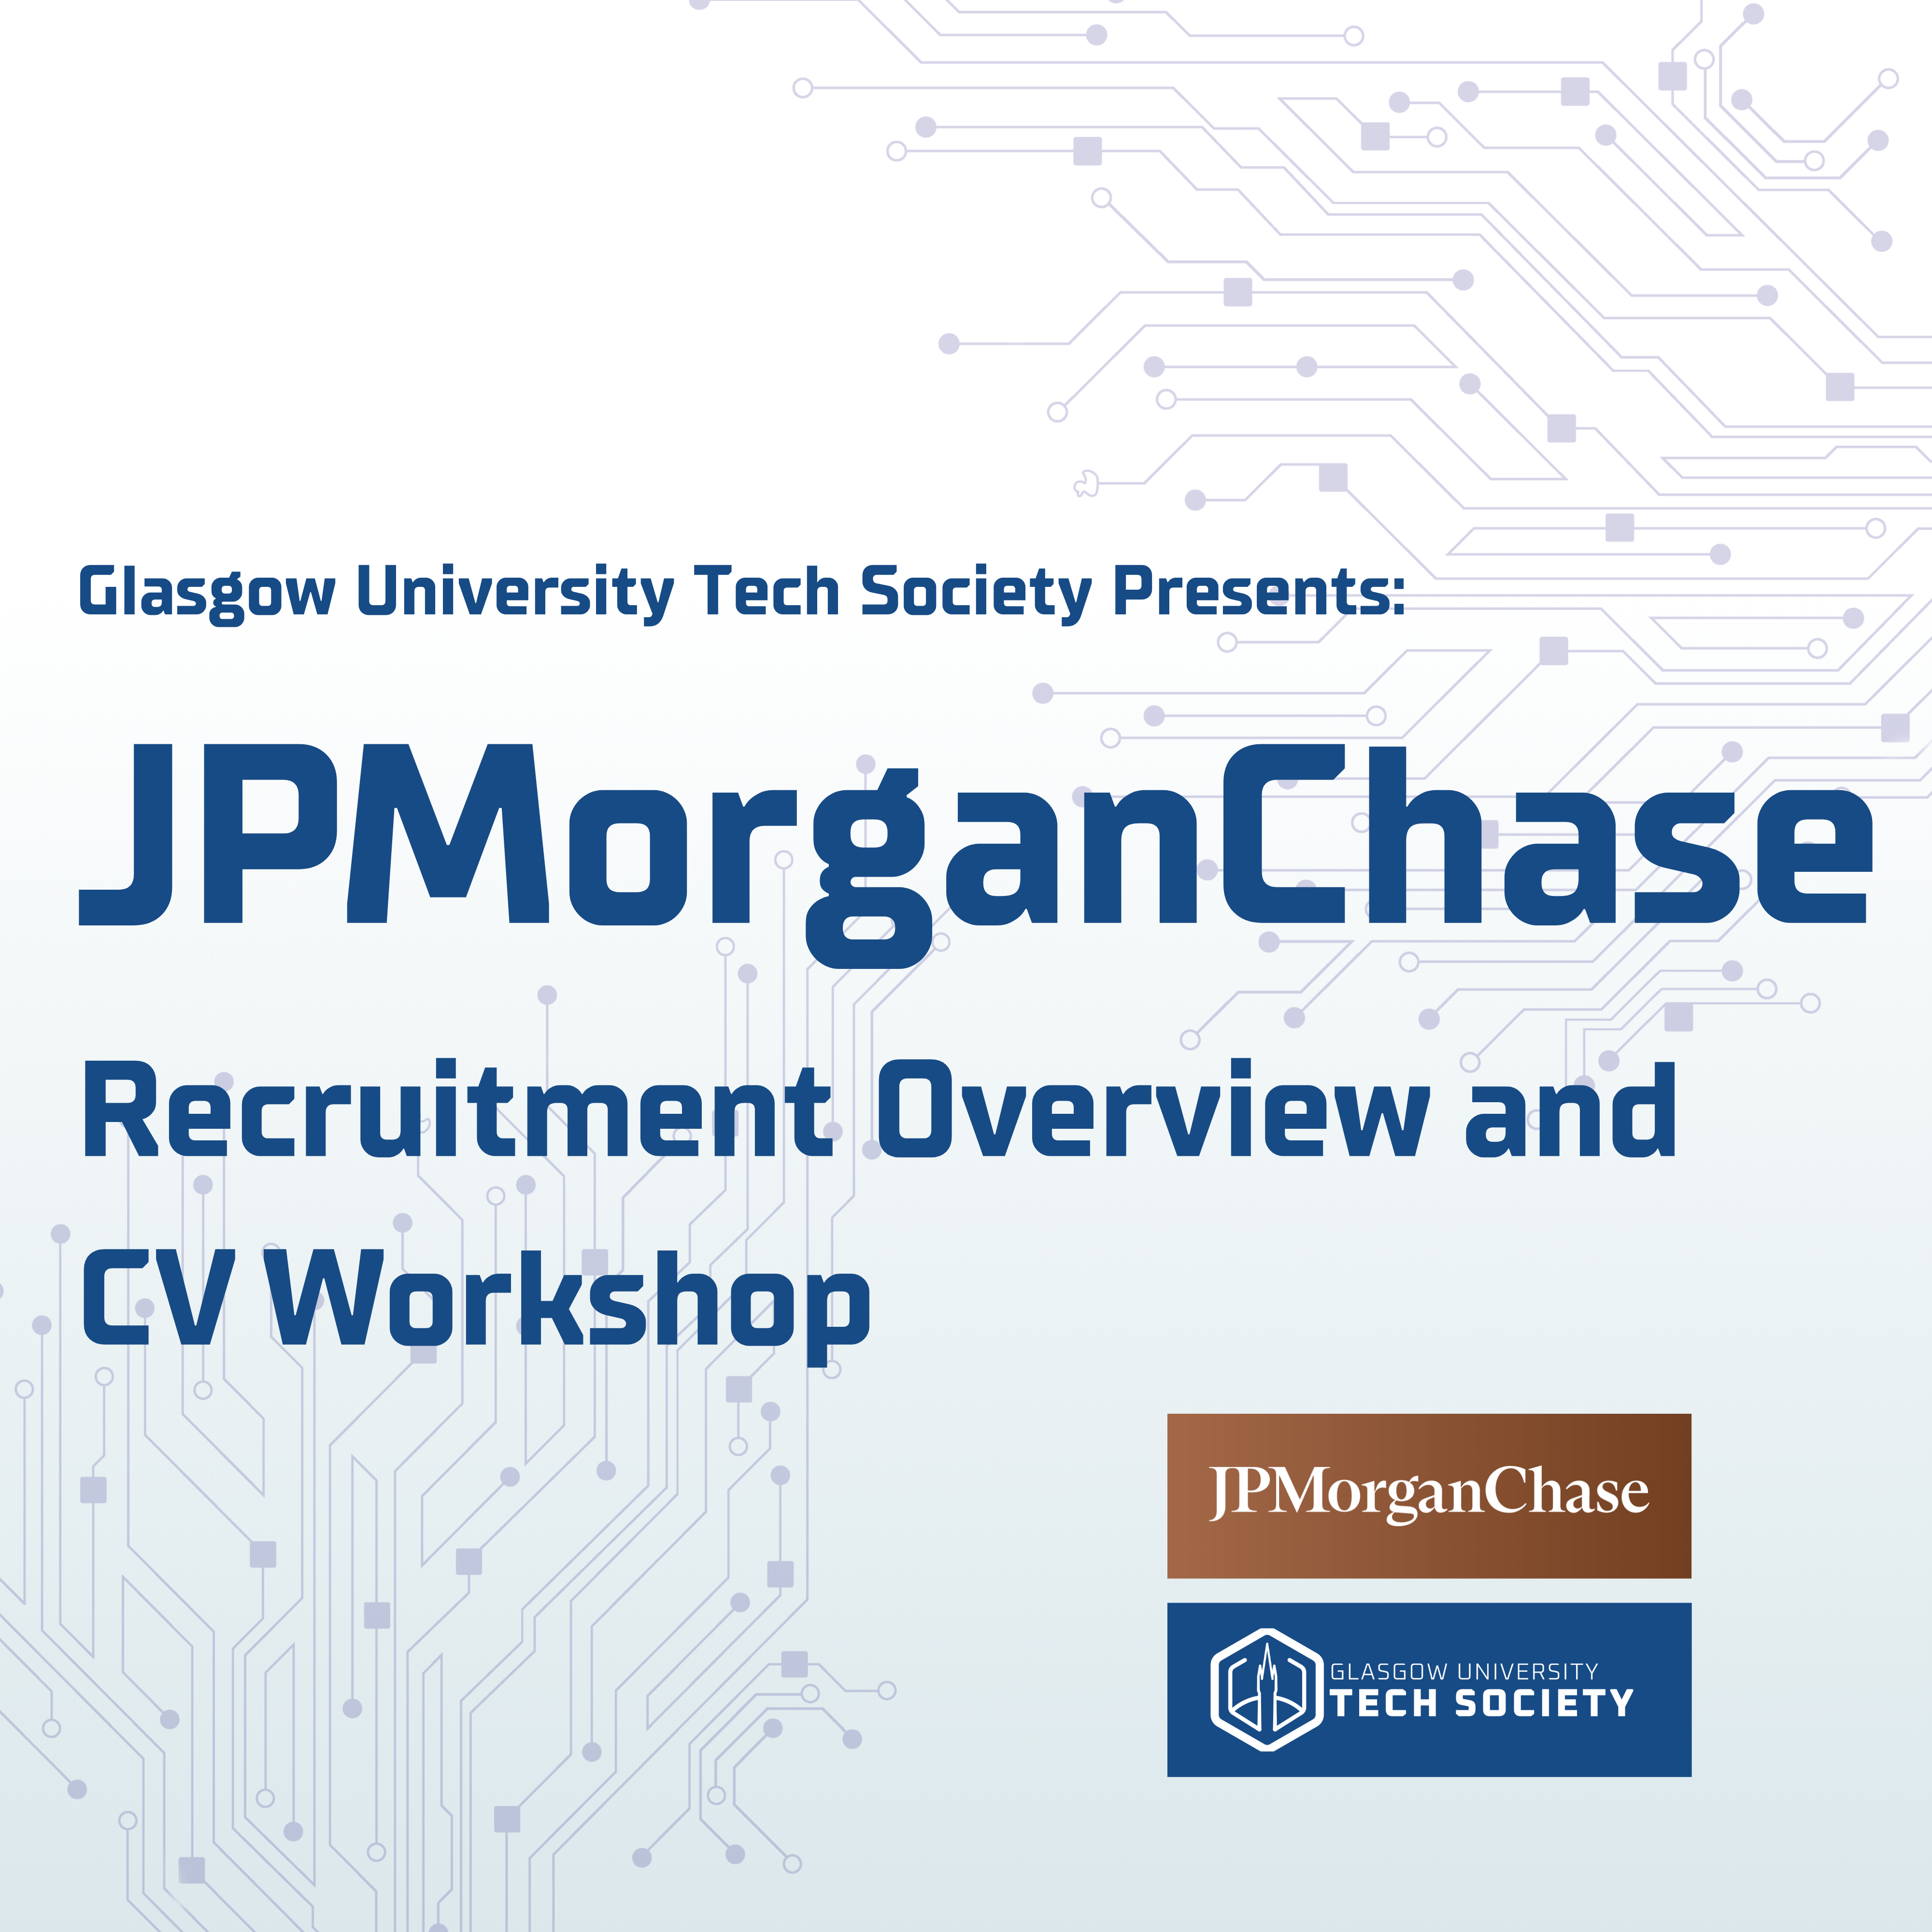 Glasgow University Tech Society Presents:
JPMorganChase
Recruitment Overview and
CV Workshop
JPMorganChase
GLASGOW UNIVERSITY
TECH SOCIETY